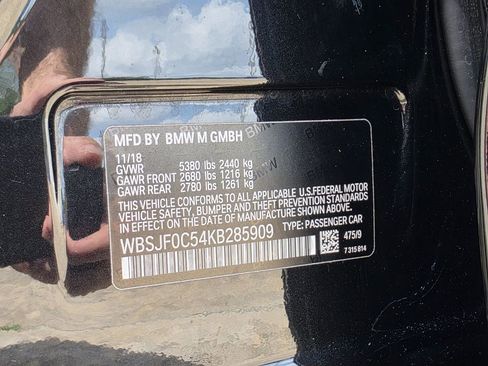 MFD BY BMW M GMBH
11/18
GVWR 5380 lbs 2440 kg
GAWR FRONT 2680 lbs 1216 kg
GAWR REAR 2780 lbs 1261 kg
THIS VEHICLE CONFORMS TO ALL APPLICABLE U.S. FEDERAL MOTOR
VEHICLE SAFETY, BUMPER, AND THEFT PREVENTION STANDARDS IN
EFFECT ON THE DATE OF MANUFACTURE SHOWN ABOVE.
WBSJF0C54KB285909 TYPE: PASSENGER CAR
475/9
7 315 814